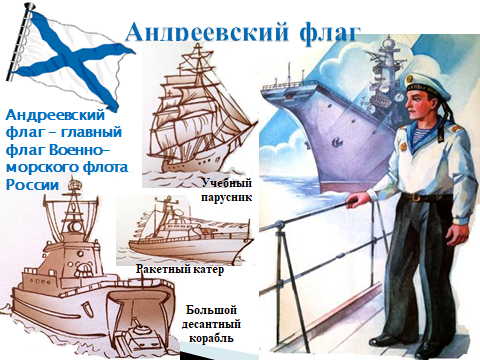 Андреевский флаг
Андреевский
флаг – главный
флаг Военно-
морского флота
России
Учебный
парусник
Ракетный катер
Большой
десантный
корабль